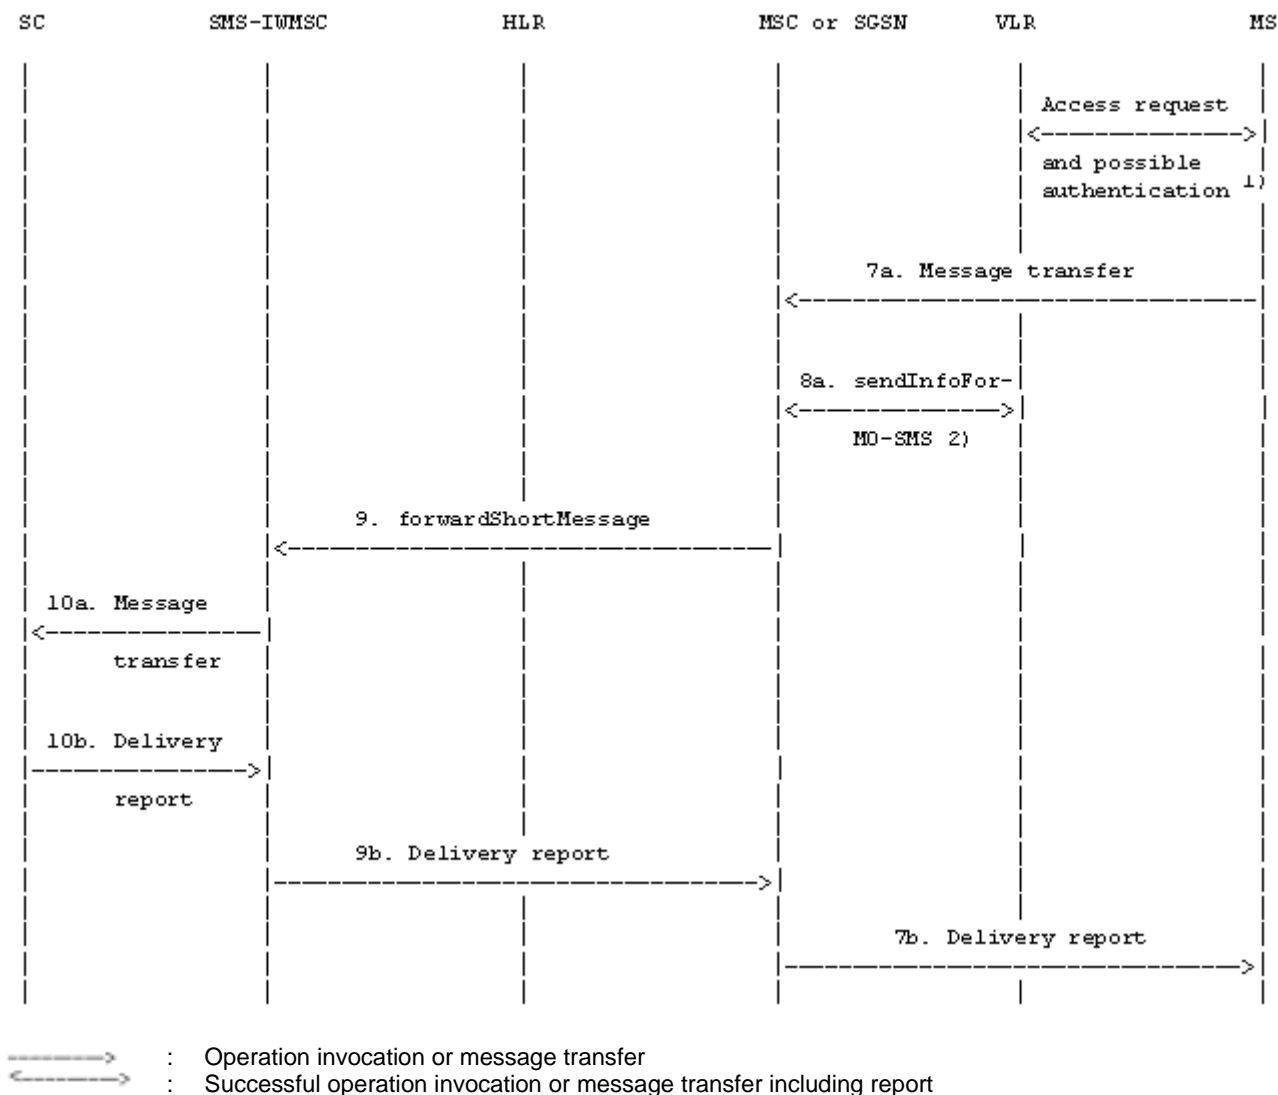 SC SMS-IWMSC HLR MSC or SGSN VLR MS
Access request
and possible
authentication 1)
7a. Message transfer
8a. sendInfoFor-
MO-SMS 2)
9. forwardShortMessage
10a. Message
transfer
10b. Delivery
report
9b. Delivery report
7b. Delivery report
: Operation invocation or message transfer
: Successful operation invocation or message transfer including report